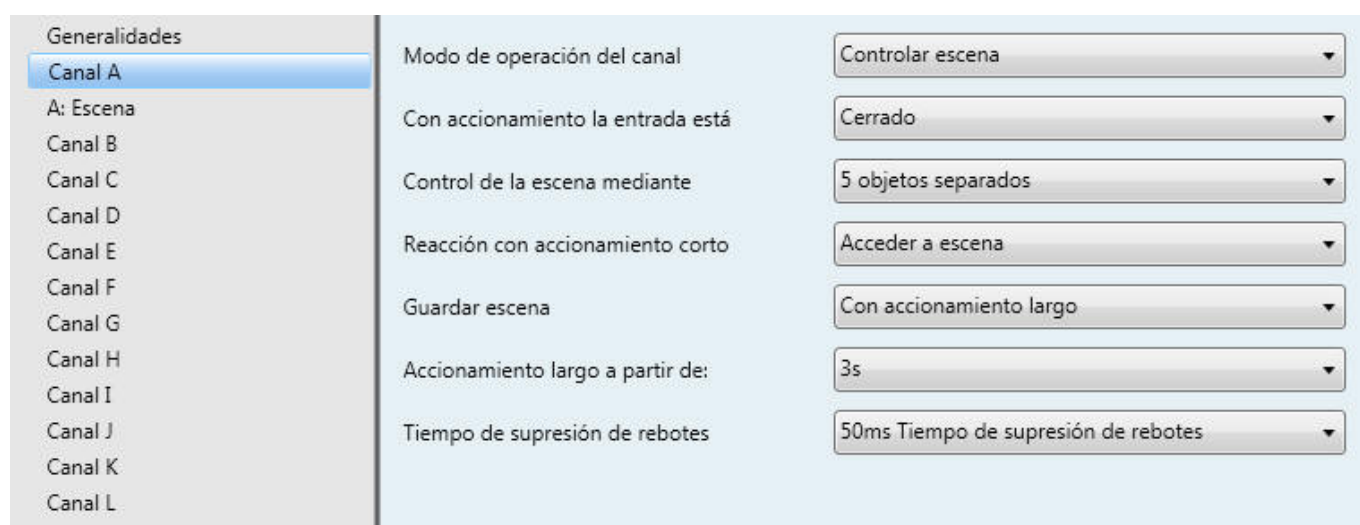 Generalidades
Canal A
A: Escena
Canal B
Canal C
Canal D
Canal E
Canal F
Canal G
Canal H
Canal I
Canal J
Canal K
Canal L
Modo de operación del canal Controlar escena
Con accionamiento la entrada está Cerrado
Control de la escena mediante 5 objetos separados
Reacción con accionamiento corto Acceder a escena
Guardar escena Con accionamiento largo
Accionamiento largo a partir de: 3s
Tiempo de supresión de rebotes 50ms Tiempo de supresión de rebotes